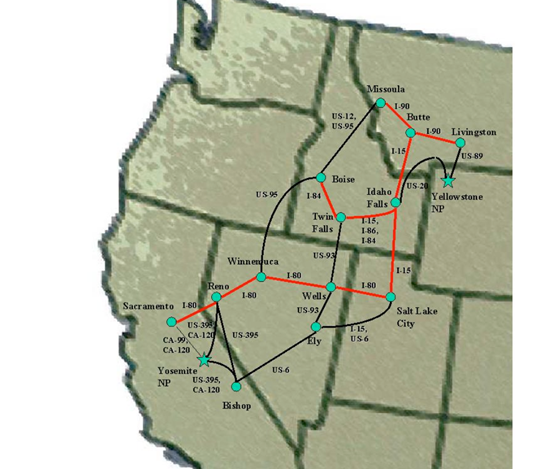 Missoula
I-90
Butte
US-12,
US-95
I-90
Livingston
I-15
US-89
Boise
US-20
US-95
I-84
Idaho
Falls
Yellowstone
NP
Twin
Falls
I-15,
I-86,
I-84
US-93
Winnemuca
I-80
I-15
Reno
I-80
Wells
I-80
Sacramento
I-80
US-93
Salt Lake
City
US-395,
CA-120
US-395
I-15,
US-6
CA-99,
CA-120
Ely
Yosemite
NP
US-6
US-395,
CA-120
Bishop